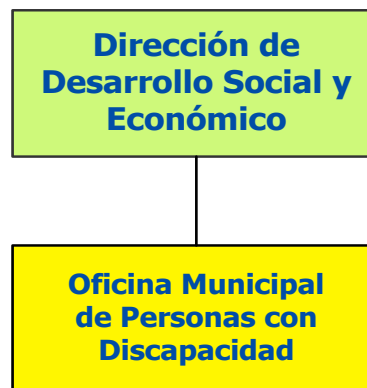 Dirección de
Desarrollo Social y
Económico
Oficina Municipal
de Personas con
Discapacidad